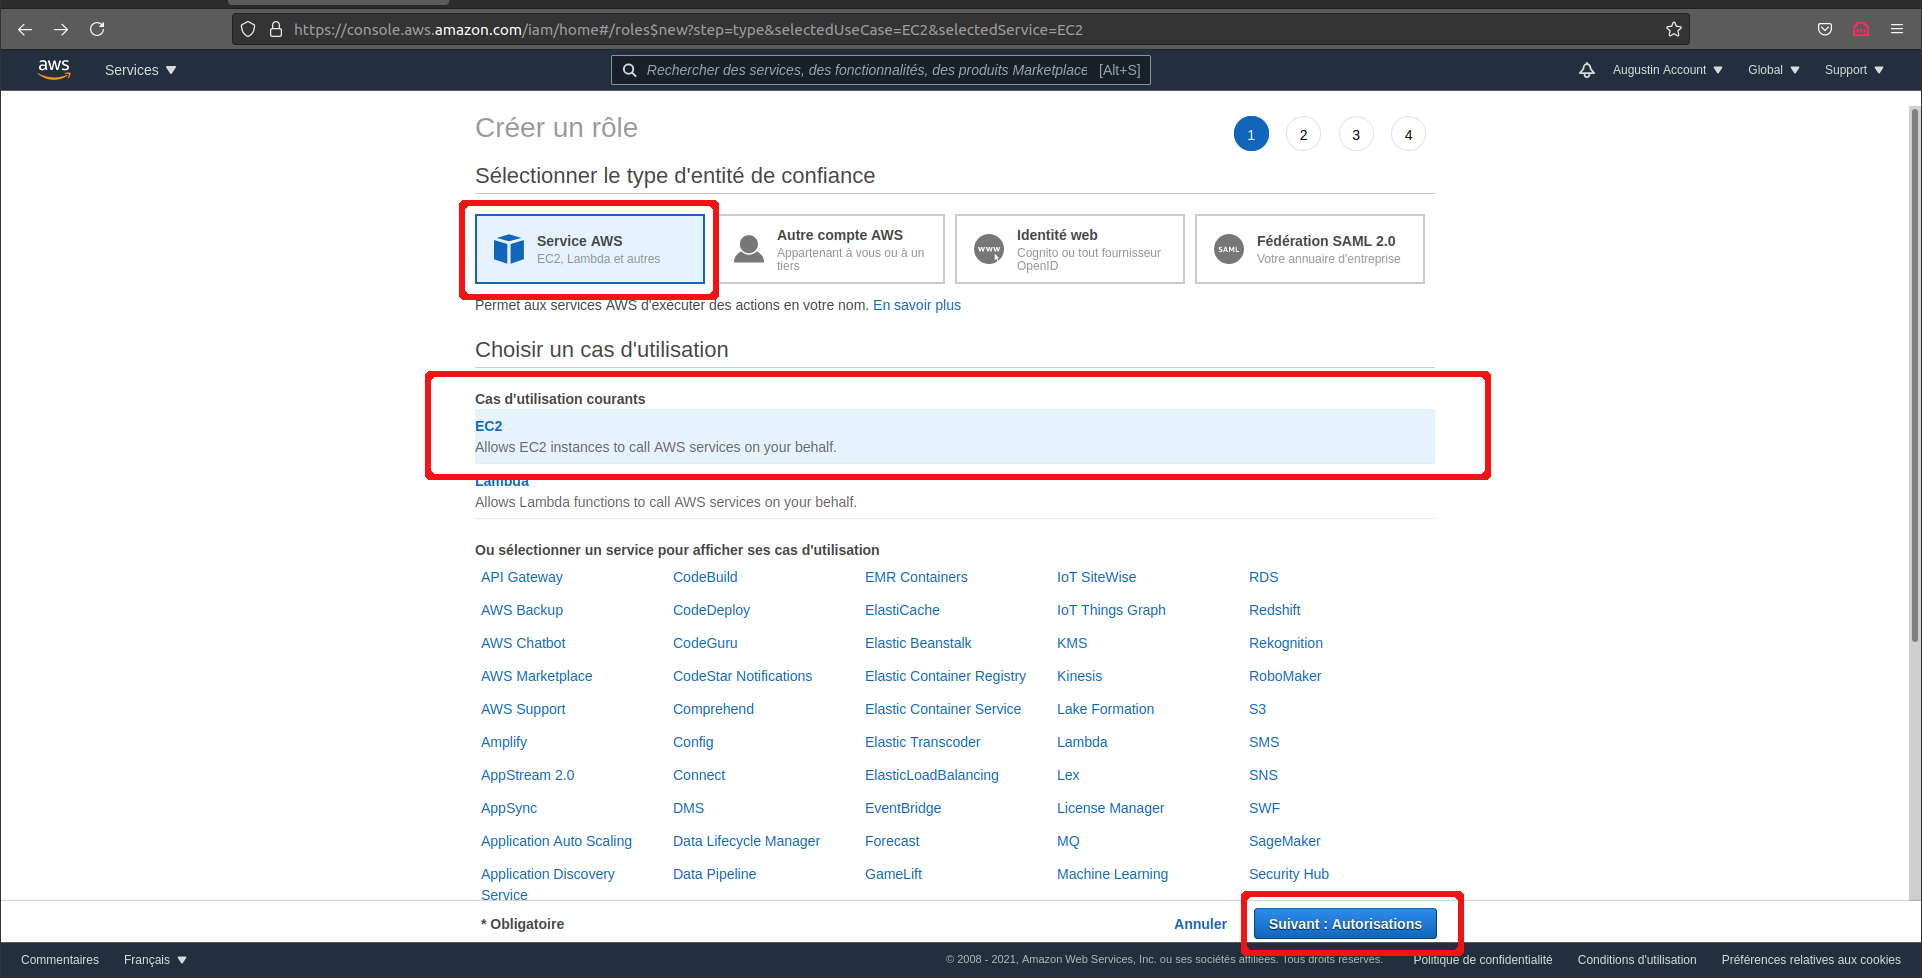 https://console.aws.amazon.com/iam/home#/roles$new?step=type&selectedUseCase=EC2&selectedService=EC2
aws Services Rechercher des services, des fonctionnalités, des produits Marketplace [Alt+S] Augustin Account Global Support
Créer un rôle 1 2 3 4
Sélectionner le type d'entité de confiance
Service AWS
EC2, Lambda et autres
Autre compte AWS
Appartenant à vous ou à un
tiers
www
Identité web
Cognito ou tout fournisseur
OpenID
SAML
Fédération SAML 2.0
Votre annuaire d'entreprise
Permet aux services AWS d'exécuter des actions en votre nom. En savoir plus
Choisir un cas d'utilisation
Cas d'utilisation courants
EC2
Allows EC2 instances to call AWS services on your behalf.
Lambda
Allows Lambda functions to call AWS services on your behalf.
Ou sélectionner un service pour afficher ses cas d'utilisation
API Gateway CodeBuild EMR Containers IoT SiteWise RDS
AWS Backup CodeDeploy ElastiCache IoT Things Graph Redshift
AWS Chatbot CodeGuru Elastic Beanstalk KMS Rekognition
AWS Marketplace CodeStar Notifications Elastic Container Registry Kinesis RoboMaker
AWS Support Comprehend Elastic Container Service Lake Formation S3
Amplify Config Elastic Transcoder Lambda SMS
AppStream 2.0 Connect ElasticLoadBalancing Lex SNS
AppSync DMS EventBridge License Manager SWF
Application Auto Scaling Data Lifecycle Manager Forecast MQ SageMaker
Application Discovery Data Pipeline GameLift Machine Learning Security Hub
Service
* Obligatoire Annuler Suivant : Autorisations
Commentaires Français © 2008 - 2021, Amazon Web Services, Inc. ou ses sociétés affiliées. Tous droits réservés. Politique de confidentialité Conditions d'utilisation Préférences relatives aux cookies